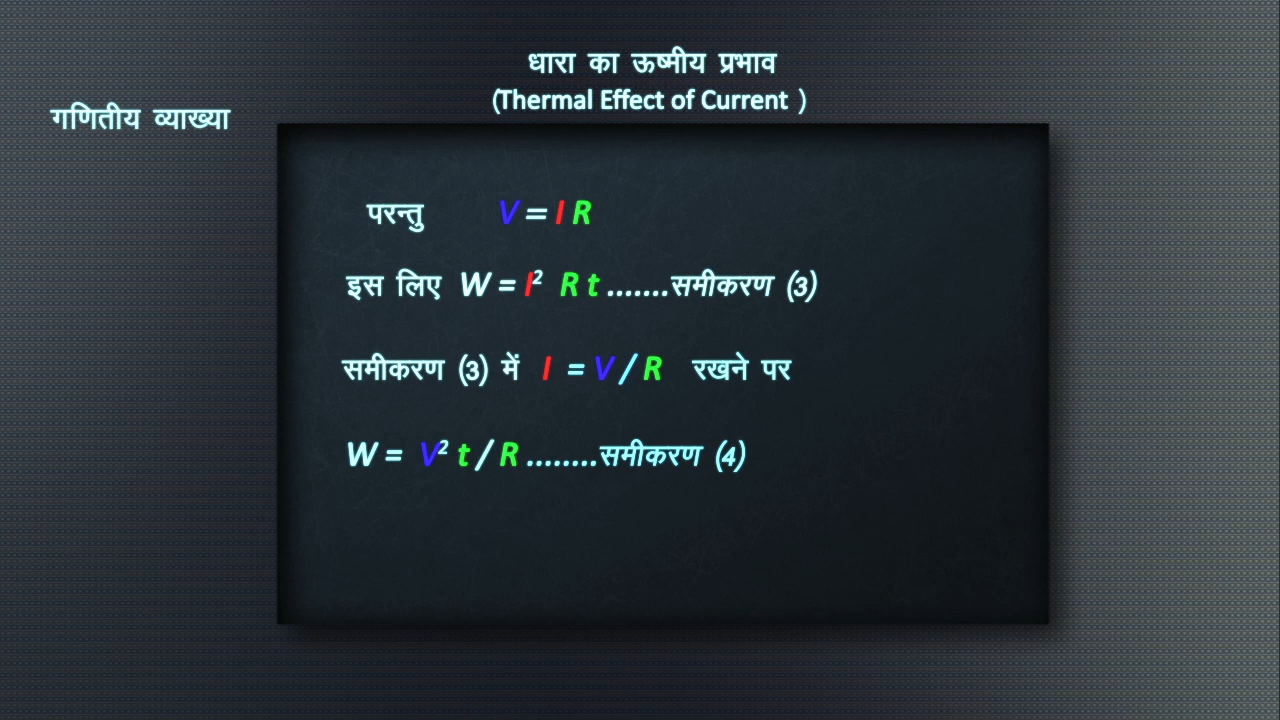 धारा का ऊष्मीय प्रभाव
(Thermal Effect of Current )
गणितीय व्याख्या
परन्तु V = I R
इस लिए W = I² R t .......समीकरण (3)
समीकरण (3) में I = V / R रखने पर
W = V² t / R ........समीकरण (4)